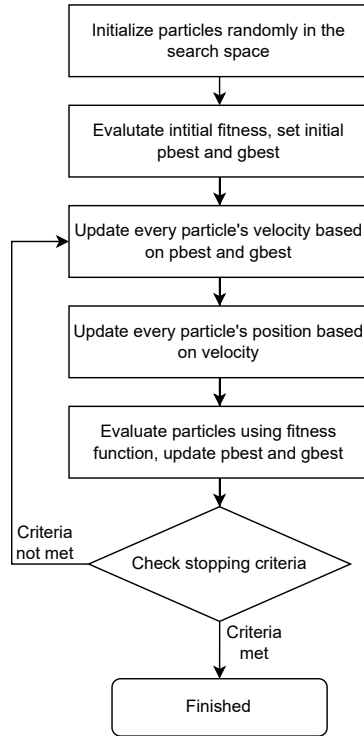 Initialize particles randomly in the
search space
Evalutate intitial fitness, set initial
pbest and gbest
Update every particle's velocity based
on pbest and gbest
Update every particle's position based
on velocity
Evaluate particles using fitness
function, update pbest and gbest
Criteria
not met
Check stopping criteria
Criteria
met
Finished